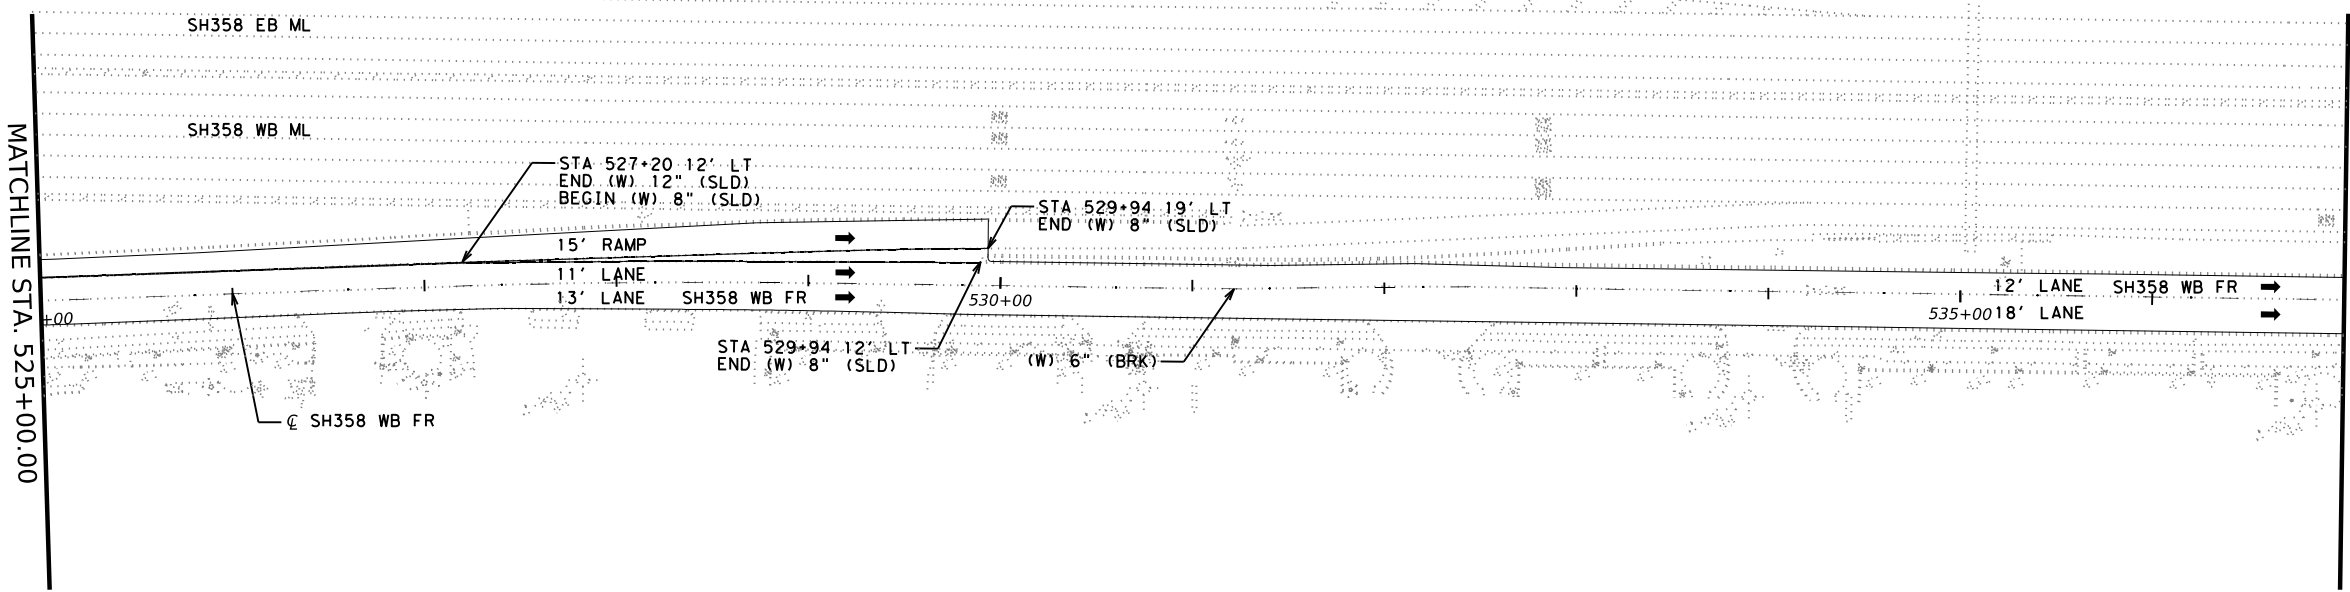 SH358 EB ML
SH358 WB ML
MATCHLINE STA. 525+00.00
STA 527+20 12' LT
END (W) 12" (SLD)
BEGIN (W) 8" (SLD)
STA 529+94 19' LT
END (W) 8" (SLD)
15' RAMP
11' LANE
13' LANE SH358 WB FR
530+00
+00
12' LANE SH358 WB FR
535+00 18' LANE
STA 529+94 12' LT
END (W) 8" (SLD)
(W) 6" (BRK)
℄ SH358 WB FR